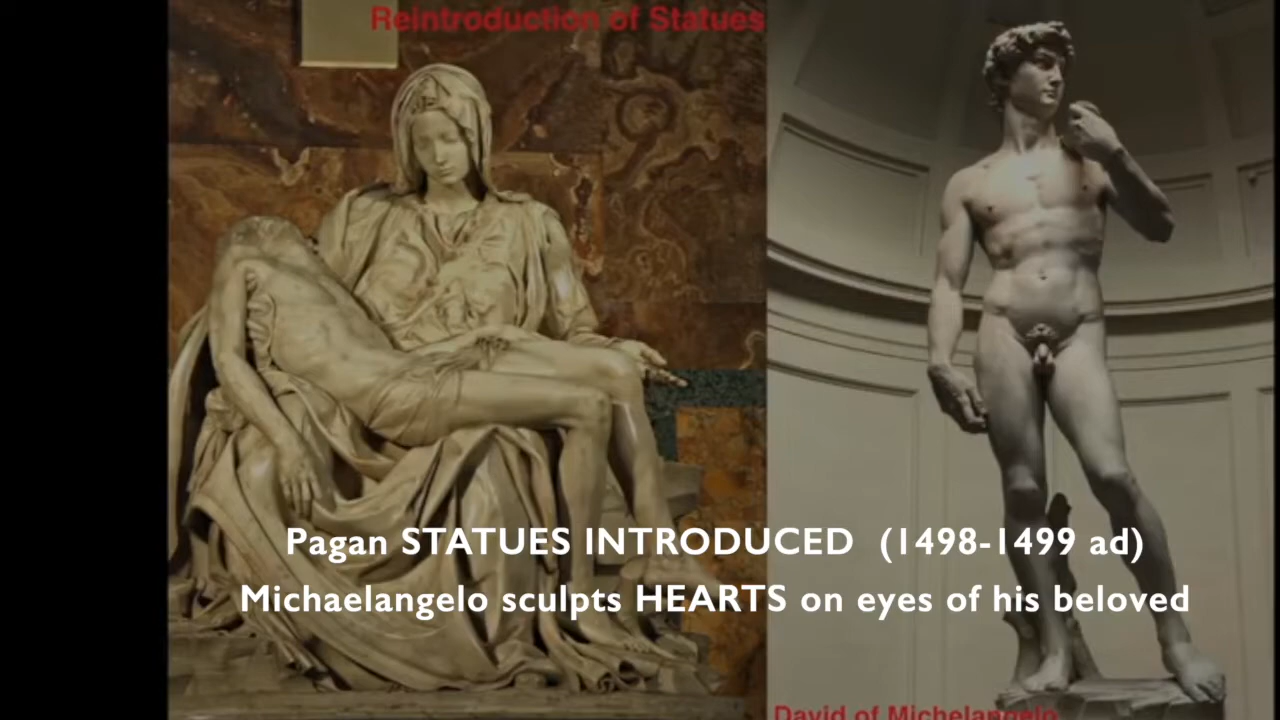 Reintroduction of Statues
Pagan STATUES INTRODUCED (1498-1499 ad)
Michaelangelo sculpts HEARTS on eyes of his beloved
David of Michelangelo